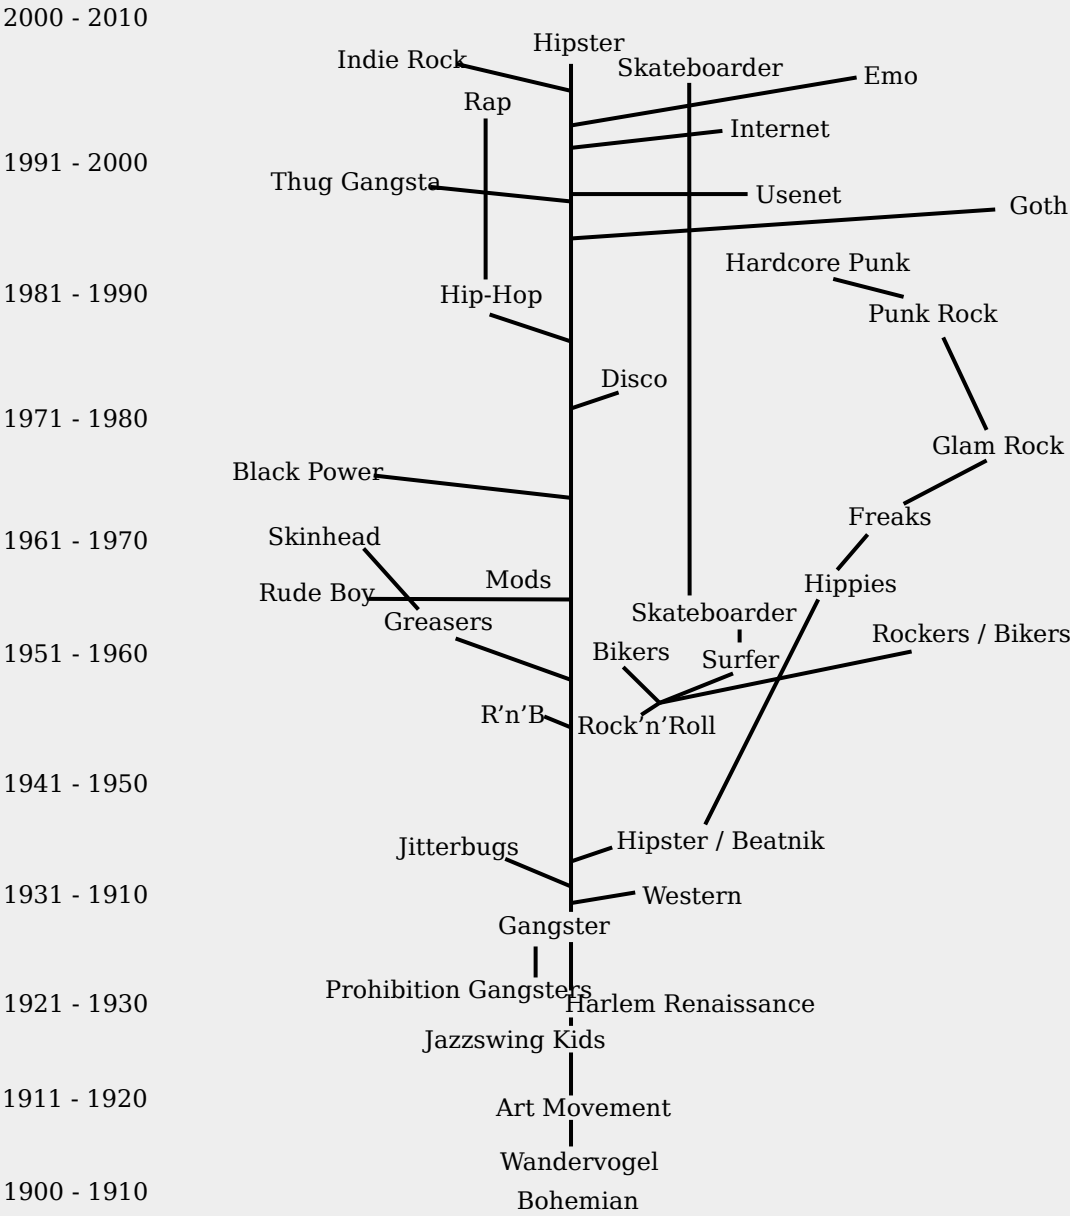 2000 - 2010
Hipster
Indie Rock
Skateboarder
Emo
Rap
Internet
1991 - 2000
Thug Gangsta
Usenet
Goth
Hardcore Punk
1981 - 1990
Hip-Hop
Punk Rock
Disco
1971 - 1980
Glam Rock
Black Power
Freaks
1961 - 1970
Skinhead
Mods
Hippies
Rude Boy
Skateboarder
Greasers
Rockers / Bikers
1951 - 1960
Bikers
Surfer
R’n’B
Rock’n’Roll
1941 - 1950
Jitterbugs
Hipster / Beatnik
1931 - 1910
Western
Gangster
Prohibition Gangsters
1921 - 1930
Harlem Renaissance
Jazzswing Kids
1911 - 1920
Art Movement
Wandervogel
1900 - 1910
Bohemian